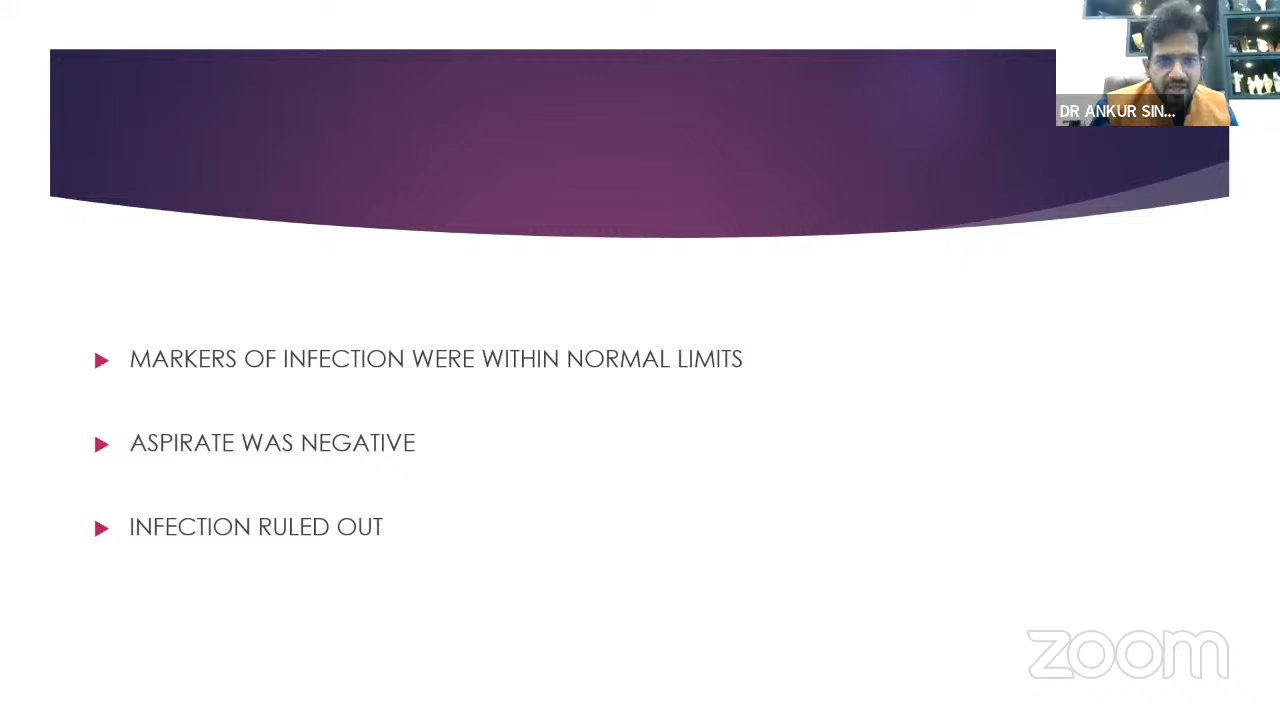 DR ANKUR SIN...
MARKERS OF INFECTION WERE WITHIN NORMAL LIMITS
ASPIRATE WAS NEGATIVE
INFECTION RULED OUT
zoom